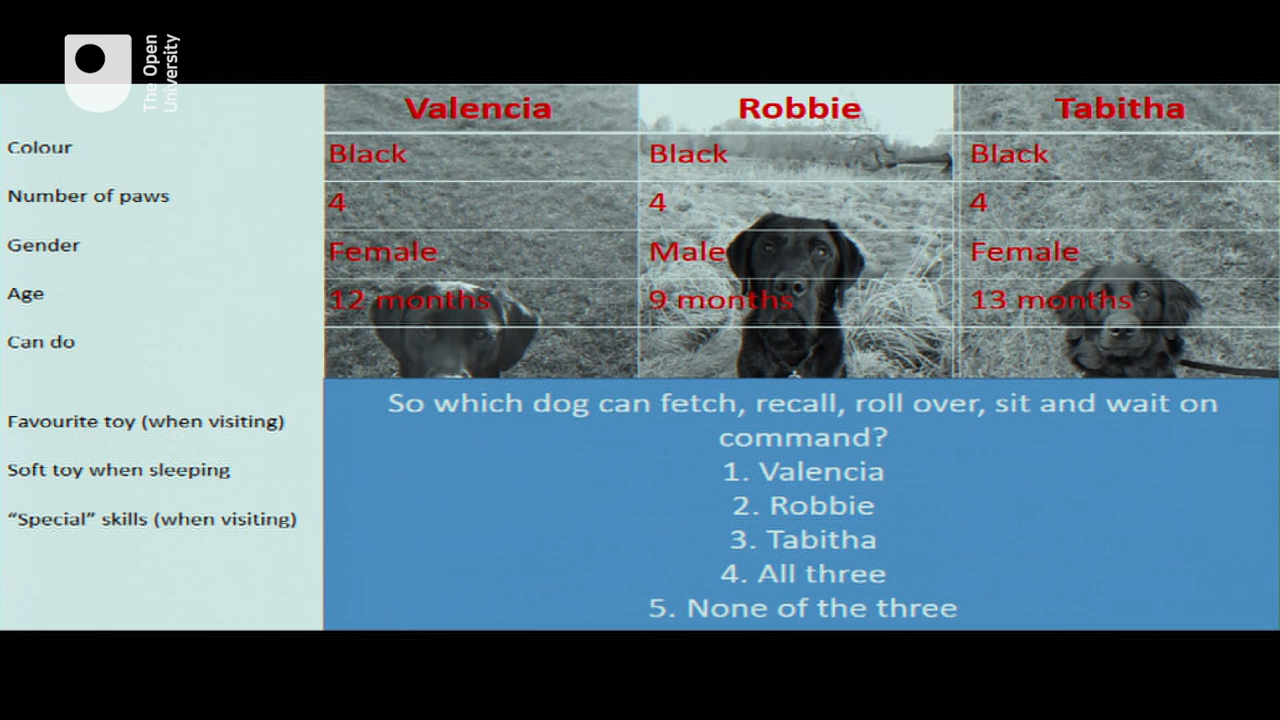 The Open
University
Valencia
Robbie
Tabitha
Colour
Black
Black
Black
Number of paws
4
4
4
Gender
Female
Male
Female
Age
12 months
9 months
13 months
Can do
Favourite toy (when visiting)
Soft toy when sleeping
“Special” skills (when visiting)
So which dog can fetch, recall, roll over, sit and wait on
command?
1. Valencia
2. Robbie
3. Tabitha
4. All three
5. None of the three